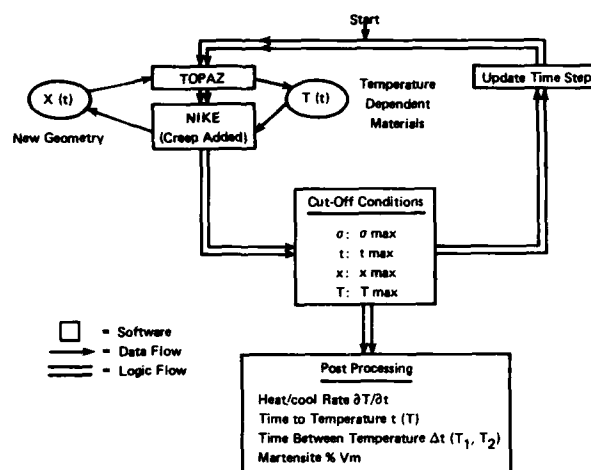 Start
TOPAZ
Update Time Step
X (t)
T (t)
Temperature
Dependent
Materials
NIKE
(Creep Added)
New Geometry
Cut-Off Conditions
σ: σ max
t: t max
x: x max
T: T max
= Software
= Data Flow
= Logic Flow
Post Processing
Heat/cool Rate ∂T/∂t
Time to Temperature t (T)
Time Between Temperature Δt (T₁, T₂)
Martensite % Vm